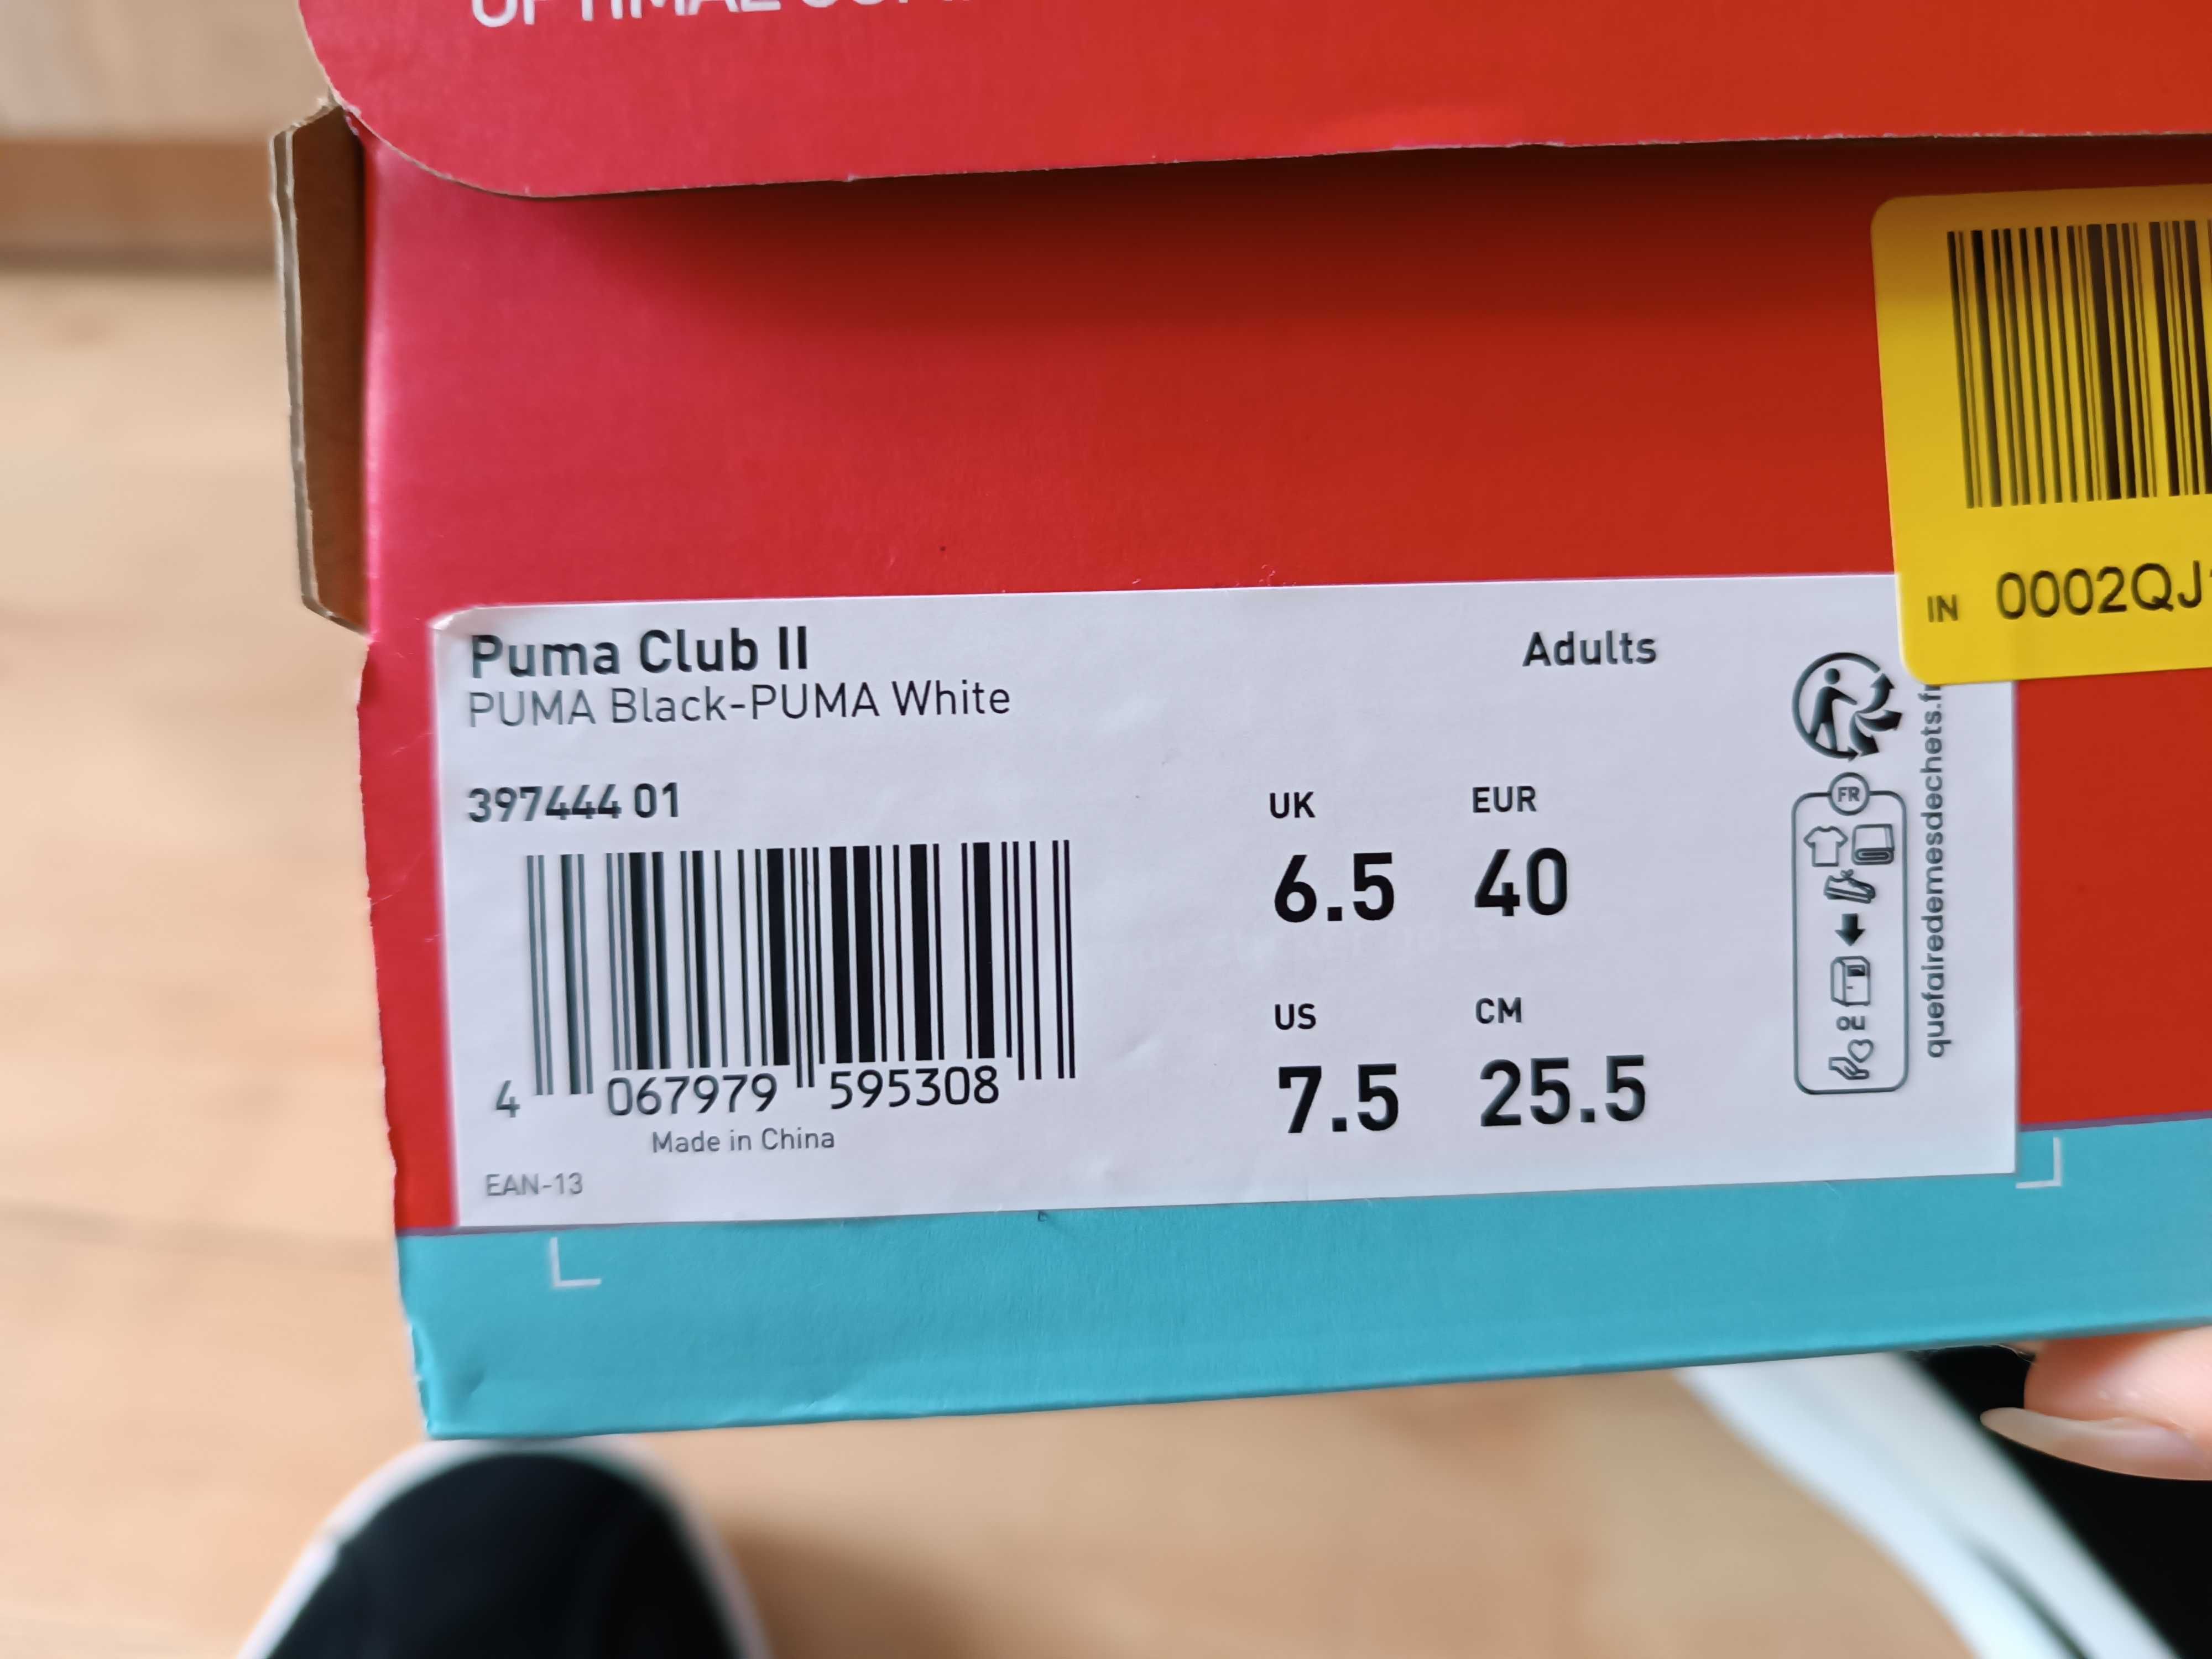 OPTIMAL
IN 0002QJ
Puma Club II
Adults
PUMA Black-PUMA White
397444 01
UK
EUR
6.5
40
US
CM
7.5
25.5
4 067979 595308
Made in China
EAN-13
FR
OU
quefairedemesdechets.fr